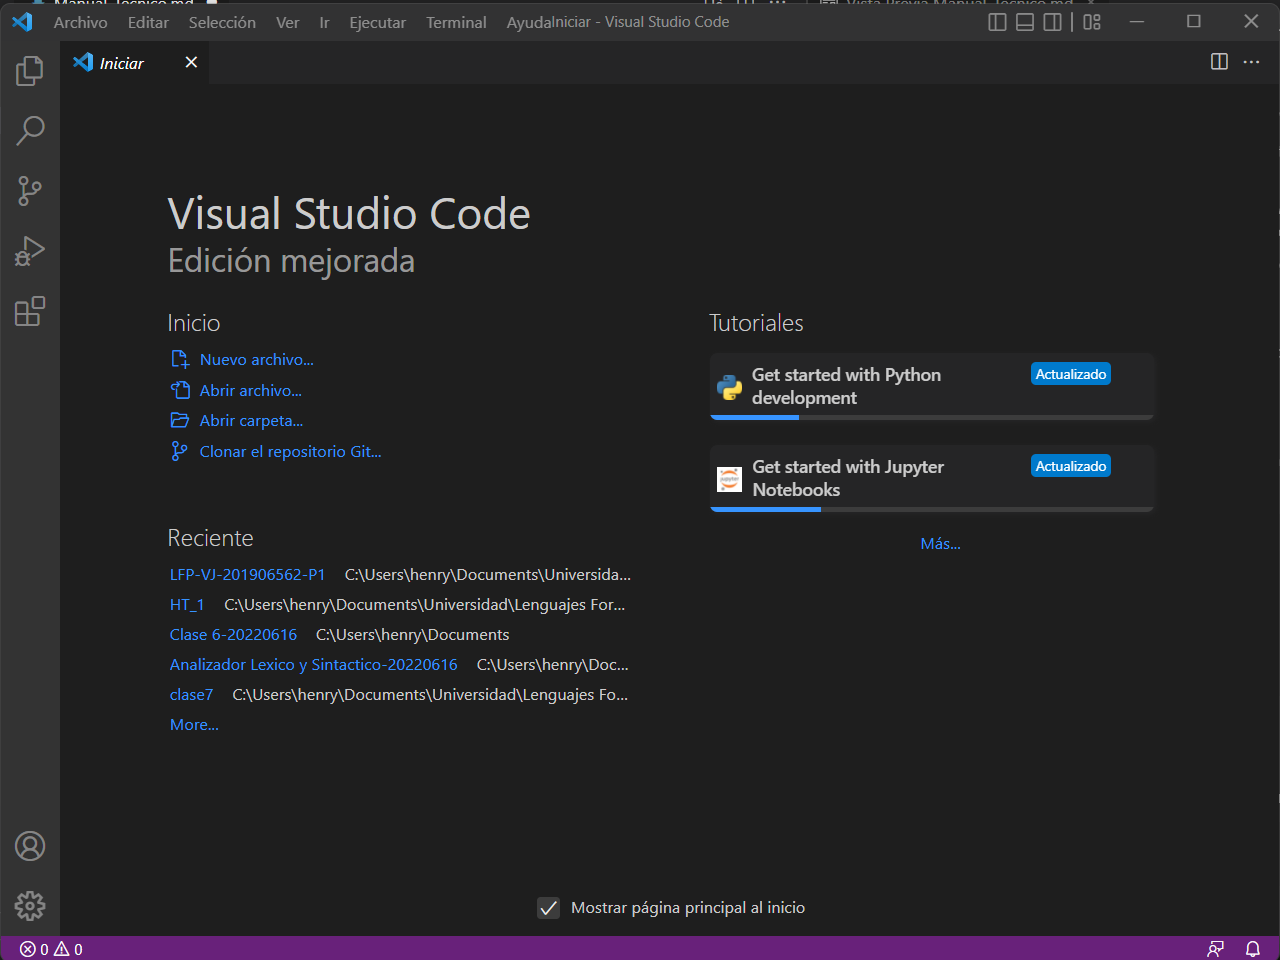 Archivo Editar Selección Ver Ir Ejecutar Terminal Ayuda Iniciar - Visual Studio Code
Iniciar
Visual Studio Code
Edición mejorada
Inicio
Nuevo archivo...
Abrir archivo...
Abrir carpeta...
Clonar el repositorio Git...
Reciente
LFP-VJ-201906562-P1 C:\Users\henry\Documents\Universida...
HT_1 C:\Users\henry\Documents\Universidad\Lenguajes For...
Clase 6-20220616 C:\Users\henry\Documents
Analizador Lexico y Sintactico-20220616 C:\Users\henry\Doc...
clase7 C:\Users\henry\Documents\Universidad\Lenguajes Fo...
More...
Tutoriales
Get started with Python
development
Actualizado
Get started with Jupyter
Notebooks
Actualizado
Más...
Mostrar página principal al inicio
0 0